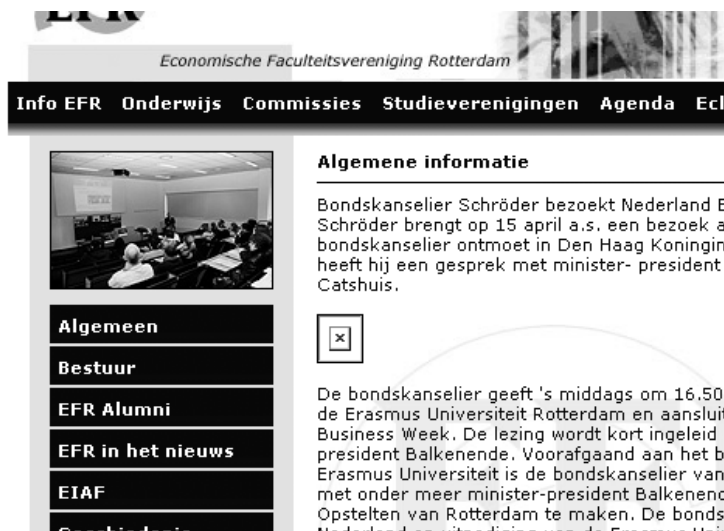 EFR
Economische Faculteitsvereniging Rotterdam
Info EFR Onderwijs Commissies Studieverenigingen Agenda
Algemene informatie
Bondskanselier Schröder bezoekt Nederland
Schröder brengt op 15 april a.s. een bezoek
bondskanselier ontmoet in Den Haag Koningin
heeft hij een gesprek met minister- president
Catshuis.
De bondskanselier geeft 's middags om 16.50
de Erasmus Universiteit Rotterdam en aansluit
Business Week. De lezing wordt kort ingeleid
president Balkenende. Voorafgaand aan het
Erasmus Universiteit is de bondskanselier van
met onder meer minister-president Balkenend
Opstelten van Rotterdam te maken. De bonds
Algemeen
Bestuur
EFR Alumni
EFR in het nieuws
EIAF